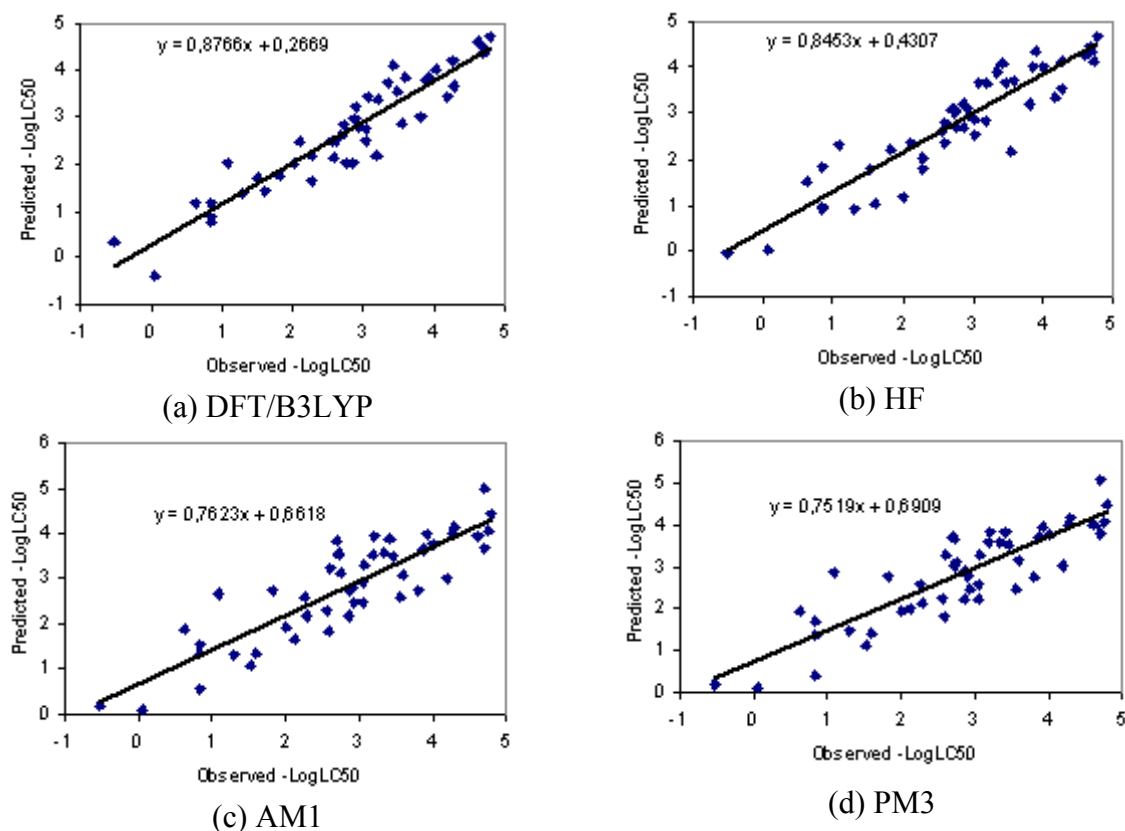 y = 0,8766x + 0,2669
5
4
3
2
1
0
-1
Predicted -LogLC50
-1 0 1 2 3 4 5
Observed -LogLC50
(a) DFT/B3LYP
y = 0,8453x + 0,4307
5
4
3
2
1
0
-1
Predicted -LogLC50
-1 0 1 2 3 4 5
Observed -LogLC50
(b) HF
y = 0,7623x + 0,6618
6
5
4
3
2
1
0
Predicted -LogLC50
-1 0 1 2 3 4 5
Observed -LogLC50
(c) AM1
y = 0,7519x + 0,6909
6
5
4
3
2
1
0
Predicted -LogLC50
-1 0 1 2 3 4 5
Observed -LogLC50
(d) PM3